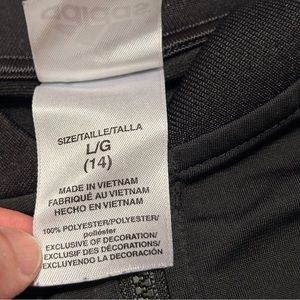 adidas
SIZE/TAILLE/TALLA
L/G
(14)
MADE IN VIETNAM
FABRIQUÉ AU VIETNAM
HECHO EN VIETNAM
100% POLYESTER/POLYESTER/
poliéster
EXCLUSIVE OF DECORATION/
EXCLUSIF DES DÉCORATIONS/
EXCLUYENDO LA DECORACIÓN